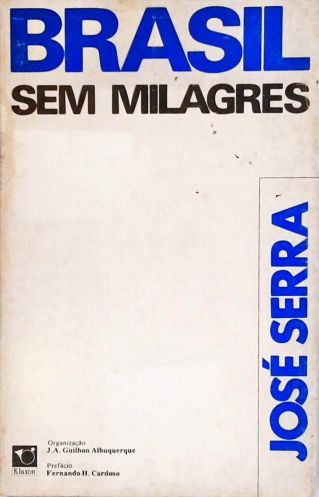 BRASIL
SEM MILAGRES
JOSÉ SERRA
Organização
J.A. Guilhon Albuquerque
Prefácio
Fernando H. Cardoso
Klaxon